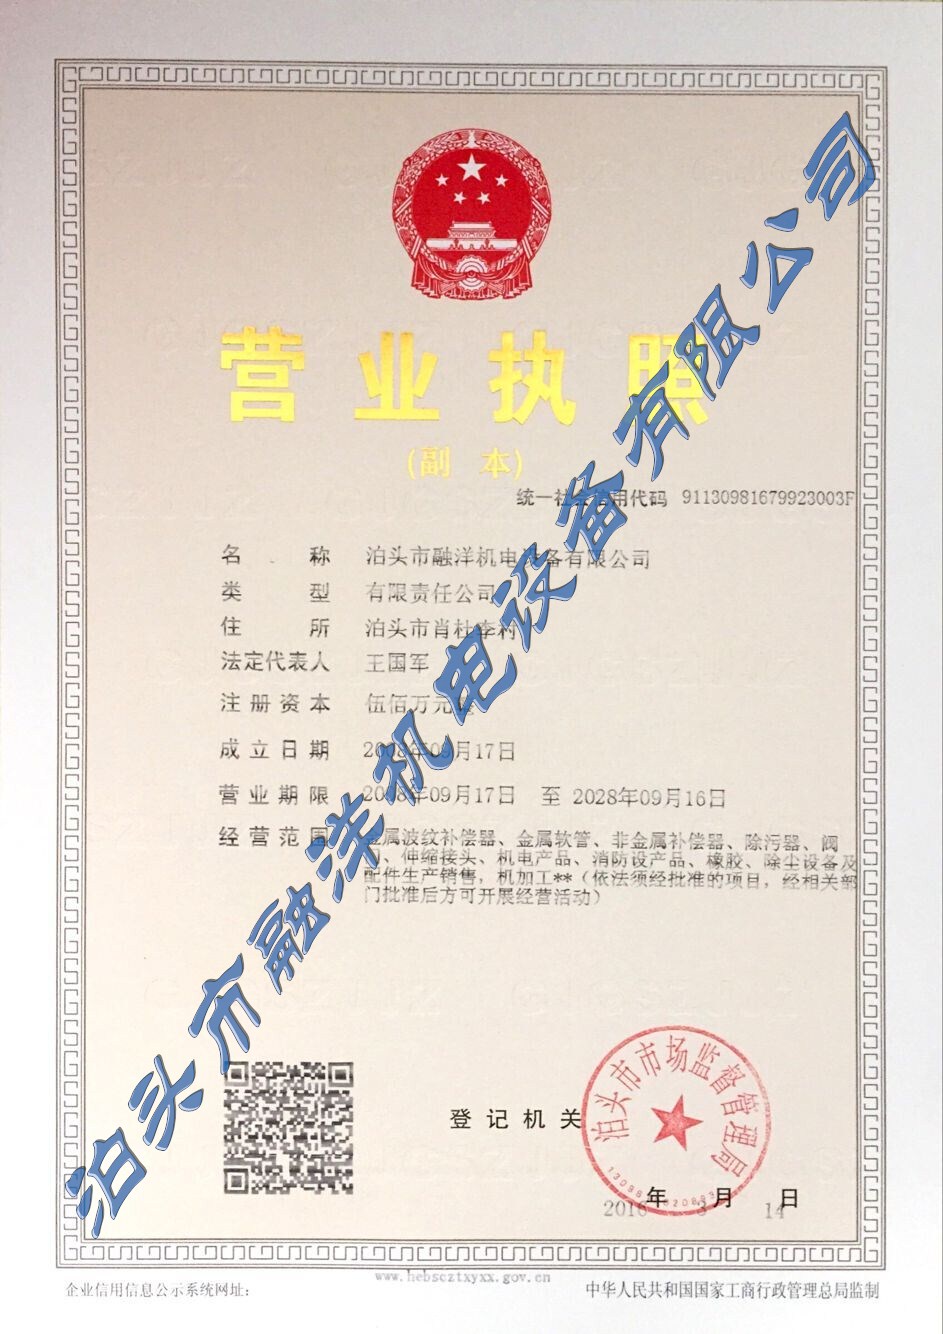 营业执照
(副 本)
统一社会信用代码 91130981679923003F
名 称 泊头市融洋机电设备有限公司
类 型 有限责任公司
住 所 泊头市肖杜李村
法定代表人 王国军
注册资本 伍佰万元整
成立日期 2008年09月17日
营业期限 2008年09月17日 至 2028年09月16日
经营范围 金属波纹补偿器、金属软管、非金属补偿器、除污器、阀
门、伸缩接头、机电产品、消防设产品、橡胶、除尘设备及
配件生产销售，机加工**（依法须经批准的项目，经相关部
门批准后方可开展经营活动）
泊头市融洋机电设备有限公司
登记机关
泊头市市场监督管理局
2016年 3月 14日
www.hebscztxyxx.gov.cn
企业信用信息公示系统网址：
中华人民共和国国家工商行政管理总局监制